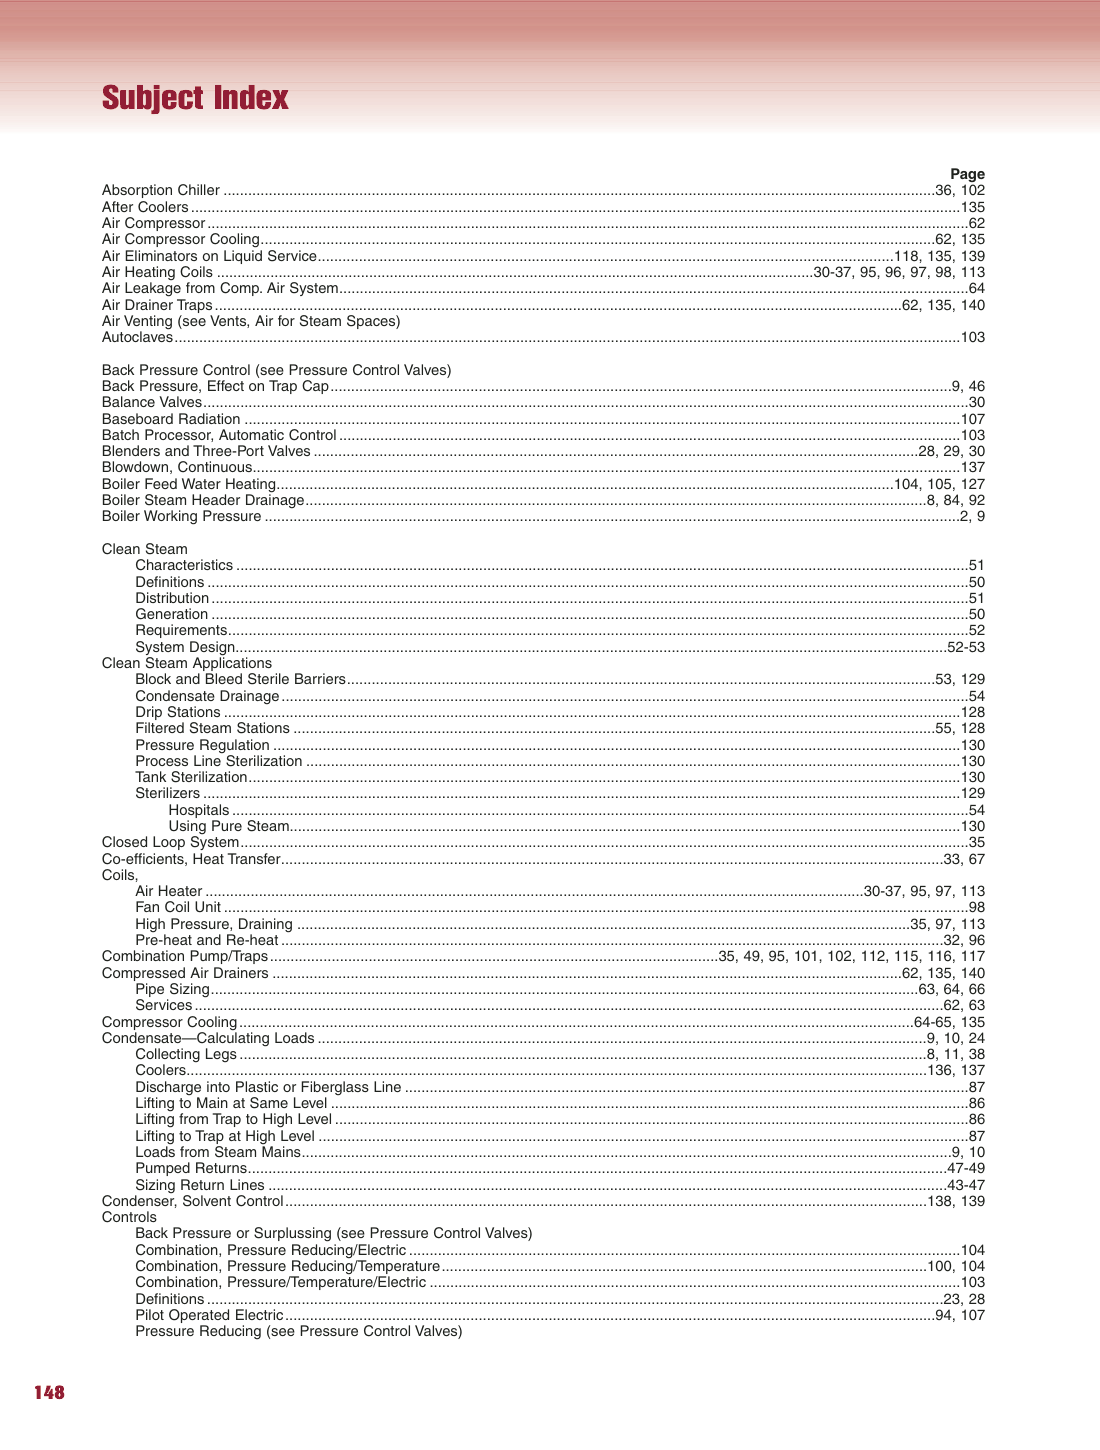 Subject Index
Page
Absorption Chiller ....................36, 102
After Coolers ....................135
Air Compressor ....................62
Air Compressor Cooling....................62, 135
Air Eliminators on Liquid Service....................118, 135, 139
Air Heating Coils ....................30-37, 95, 96, 97, 98, 113
Air Leakage from Comp. Air System....................64
Air Drainer Traps ....................62, 135, 140
Air Venting (see Vents, Air for Steam Spaces)
Autoclaves....................103
Back Pressure Control (see Pressure Control Valves)
Back Pressure, Effect on Trap Cap....................9, 46
Balance Valves....................30
Baseboard Radiation ....................107
Batch Processor, Automatic Control ....................103
Blenders and Three-Port Valves ....................28, 29, 30
Blowdown, Continuous....................137
Boiler Feed Water Heating....................104, 105, 127
Boiler Steam Header Drainage....................8, 84, 92
Boiler Working Pressure ....................2, 9
Clean Steam
Characteristics ....................51
Definitions ....................50
Distribution ....................51
Generation ....................50
Requirements....................52
System Design....................52-53
Clean Steam Applications
Block and Bleed Sterile Barriers....................53, 129
Condensate Drainage....................54
Drip Stations ....................128
Filtered Steam Stations ....................55, 128
Pressure Regulation ....................130
Process Line Sterilization ....................130
Tank Sterilization....................130
Sterilizers ....................129
Hospitals ....................54
Using Pure Steam....................130
Closed Loop System....................35
Co-efficients, Heat Transfer....................33, 67
Coils,
Air Heater ....................30-37, 95, 97, 113
Fan Coil Unit ....................98
High Pressure, Draining ....................35, 97, 113
Pre-heat and Re-heat ....................32, 96
Combination Pump/Traps....................35, 49, 95, 101, 102, 112, 115, 116, 117
Compressed Air Drainers ....................62, 135, 140
Pipe Sizing....................63, 64, 66
Services ....................62, 63
Compressor Cooling....................64-65, 135
Condensate—Calculating Loads ....................9, 10, 24
Collecting Legs ....................8, 11, 38
Coolers....................136, 137
Discharge into Plastic or Fiberglass Line ....................87
Lifting to Main at Same Level ....................86
Lifting from Trap to High Level ....................86
Lifting to Trap at High Level ....................87
Loads from Steam Mains....................9, 10
Pumped Returns....................47-49
Sizing Return Lines ....................43-47
Condenser, Solvent Control....................138, 139
Controls
Back Pressure or Surplussing (see Pressure Control Valves)
Combination, Pressure Reducing/Electric ....................104
Combination, Pressure Reducing/Temperature....................100, 104
Combination, Pressure/Temperature/Electric ....................103
Definitions ....................23, 28
Pilot Operated Electric....................94, 107
Pressure Reducing (see Pressure Control Valves)
148